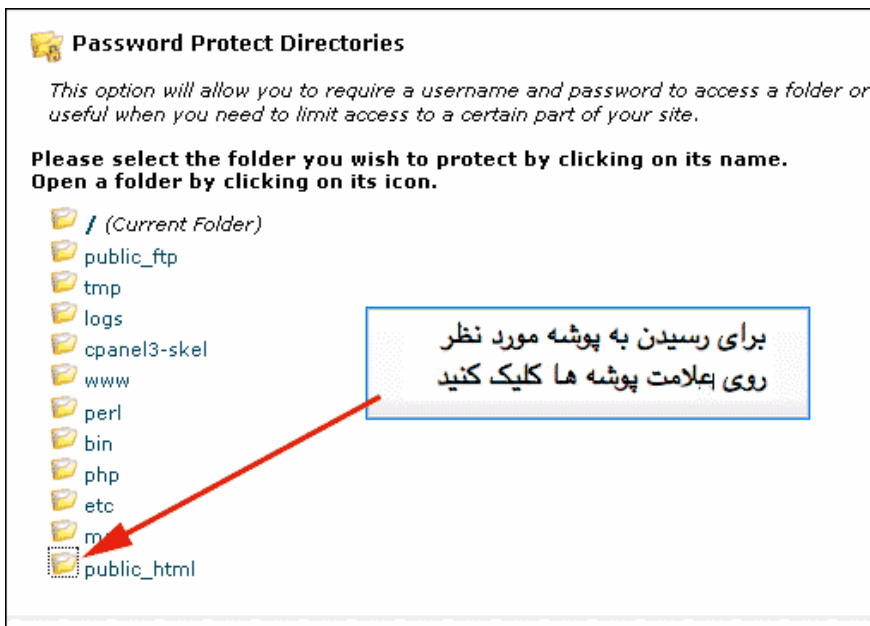 Password Protect Directories
This option will allow you to require a username and password to access a folder or
useful when you need to limit access to a certain part of your site.
Please select the folder you wish to protect by clicking on its name.
Open a folder by clicking on its icon.
/ (Current Folder)
public_ftp
tmp
logs
cpanel3-skel
www
perl
bin
php
etc
public_html
برای رسیدن به پوشه مورد نظر
روی علامت پوشه ها کلیک کنید